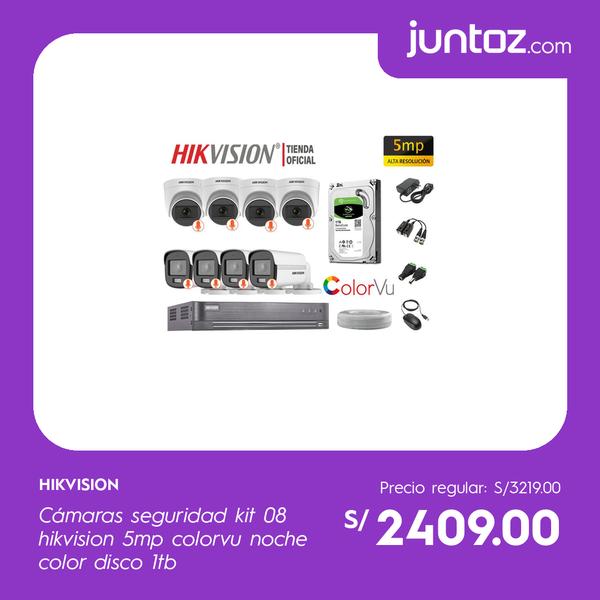 juntoz.com
HIKVISION® TIENDA OFICIAL
5mp
ALTA RESOLUCIÓN
ColorVu
HIKVISION
Precio regular: S/3219.00
Cámaras seguridad kit 08
hikvision 5mp colorvu noche
color disco 1tb
S/ 2409.00